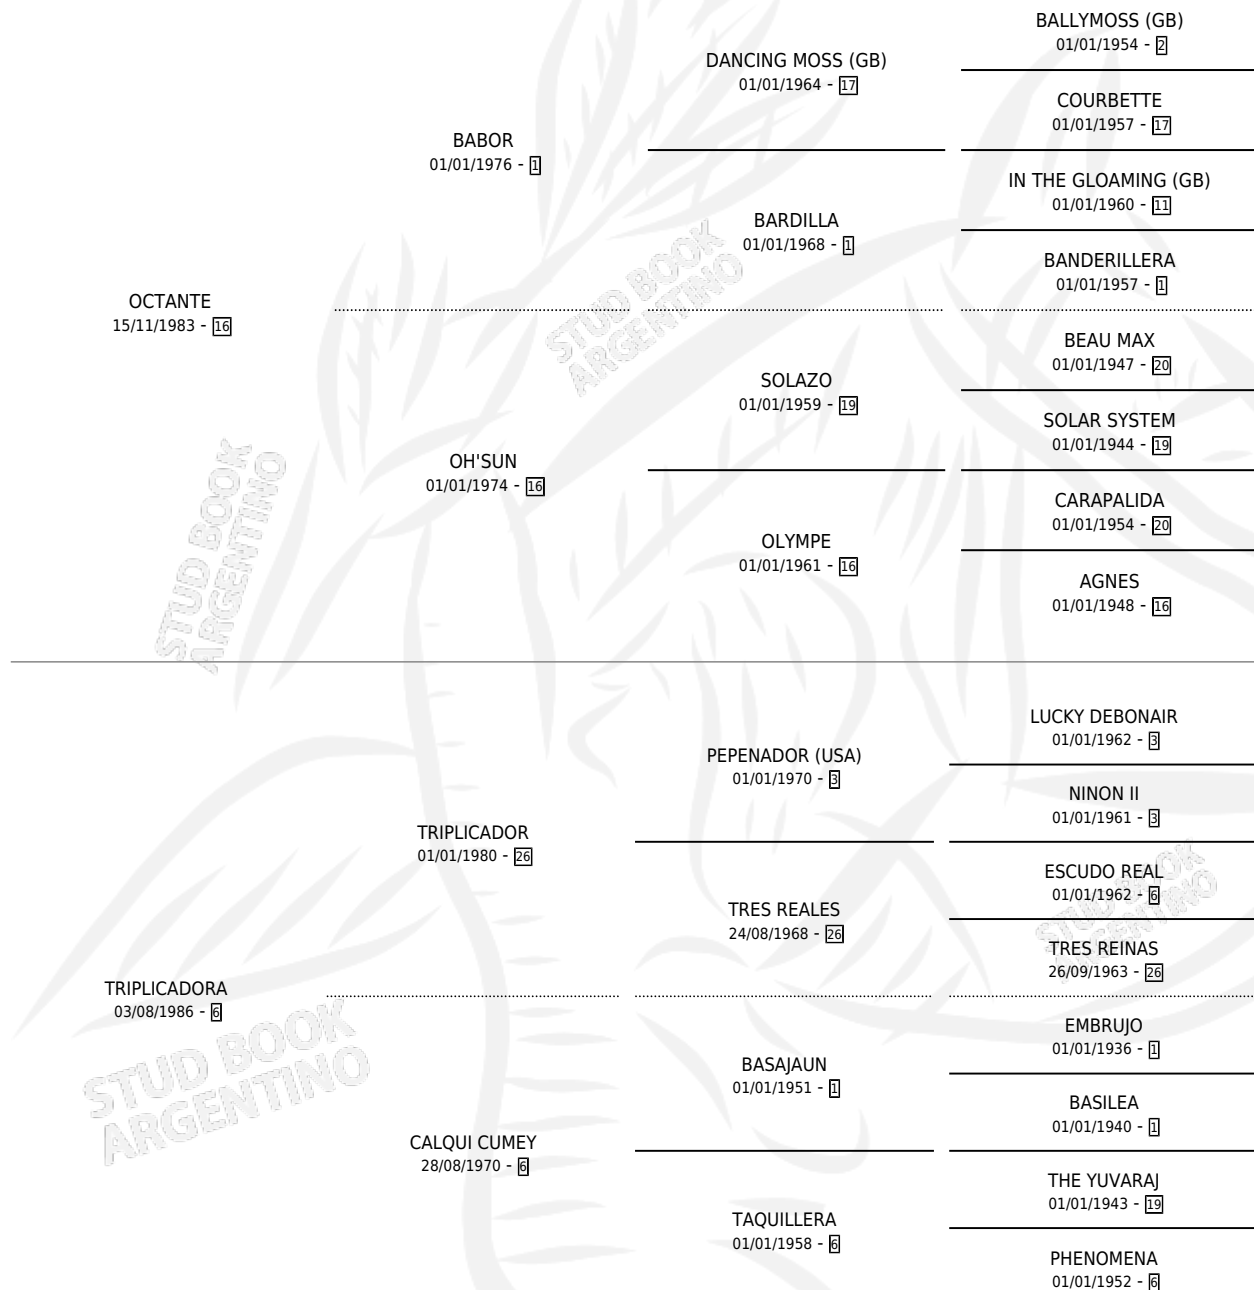 BALLYMOSS (GB)
01/01/1954 - 2
DANCING MOSS (GB)
01/01/1964 - 17
COURBETTE
01/01/1957 - 17
BABOR
01/01/1976 - 1
IN THE GLOAMING (GB)
01/01/1960 - 11
BARDILLA
01/01/1968 - 1
BANDERILLERA
01/01/1957 - 1
OCTANTE
15/11/1983 - 16
BEAU MAX
01/01/1947 - 20
SOLAZO
01/01/1959 - 19
SOLAR SYSTEM
01/01/1944 - 19
OH'SUN
01/01/1974 - 16
CARAPALIDA
01/01/1954 - 20
OLYMPE
01/01/1961 - 16
AGNES
01/01/1948 - 16
LUCKY DEBONAIR
01/01/1962 - 3
PEPENADOR (USA)
01/01/1970 - 3
NINON II
01/01/1961 - 3
TRIPLICADOR
01/01/1980 - 26
ESCUDO REAL
01/01/1962 - 6
TRES REALES
24/08/1968 - 26
TRES REINAS
26/09/1963 - 26
TRIPLICADORA
03/08/1986 - 6
EMBRUJO
01/01/1936 - 1
BASAJAUN
01/01/1951 - 1
BASILEA
01/01/1940 - 1
CALQUI CUMEY
28/08/1970 - 6
THE YUVARAJ
01/01/1943 - 19
TAQUILLERA
01/01/1958 - 6
PHENOMENA
01/01/1952 - 6
STUD BOOK
ARGENTINO
STUD BOOK
ARGENTINO
STUD BOOK
ARGENTINO
STUD BOOK
ARGENTINO